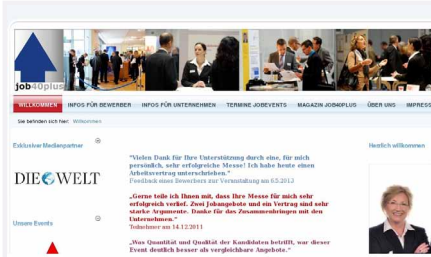 job40plus
WILLKOMMEN INFOS FÜR BEWERBER INFOS FÜR UNTERNEHMEN TERMINE JOBEVENTS MAGAZIN JOB40PLUS ÜBER UNS IMPRESS
Sie befinden sich hier: Willkommen
Exklusiver Medienpartner
DIE WELT
Unsere Events
"Vielen Dank für Ihre Unterstützung durch eine, für mich
persönlich, sehr erfolgreiche Messe! Ich habe heute einen
Arbeitsvertrag unterschrieben."
Feedback eines Bewerbers zur Veranstaltung am 6.5.2013
„Gerne teile ich Ihnen mit, dass Ihre Messe für mich sehr
erfolgreich verlief. Zwei Jobangebote und ein Vertrag sind sehr
starke Argumente. Danke für das Zusammenbringen mit den
Unternehmen."
Teilnehmer am 14.12.2011
„Was Quantität und Qualität der Kandidaten betrifft, war dieser
Event deutlich besser als vergleichbare Angebote."
Herzlich willkommen